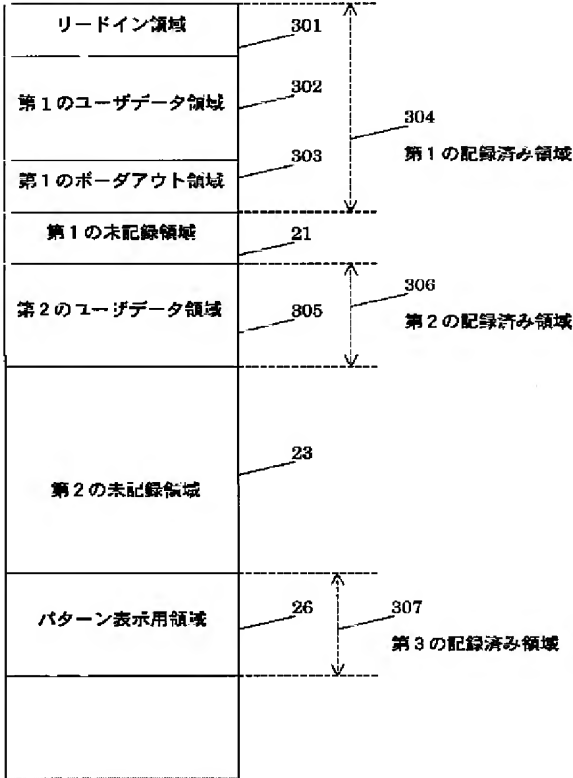 リードイン領域
301
第1のユーザデータ領域
302
304
第1の記録済み領域
303
第1のボーダアウト領域
第1の未記録領域
21
306
第2のユーザデータ領域
305
第2の記録済み領域
23
第2の未記録領域
パターン表示用領域
26
307
第3の記録済み領域